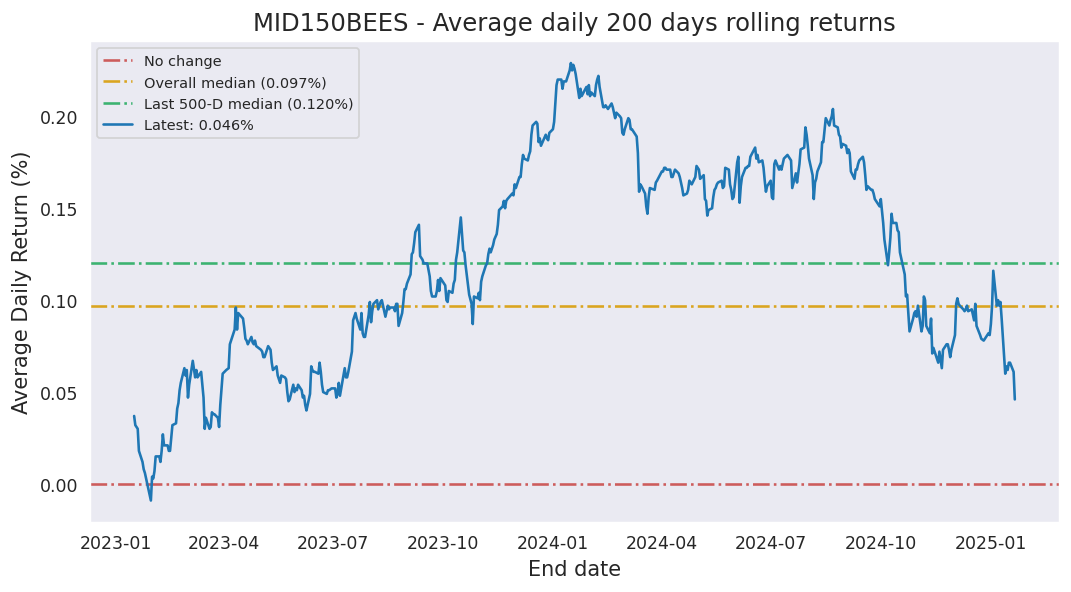 MID150BEES - Average daily 200 days rolling returns
No change
Overall median (0.097%)
Last 500-D median (0.120%)
Latest: 0.046%
Average Daily Return (%)
0.20
0.15
0.10
0.05
0.00
2023-01 2023-04 2023-07 2023-10 2024-01 2024-04 2024-07 2024-10 2025-01
End date